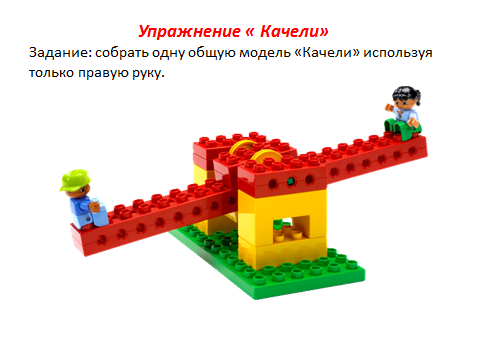 Упражнение « Качели»
Задание: собрать одну общую модель «Качели» используя
только правую руку.